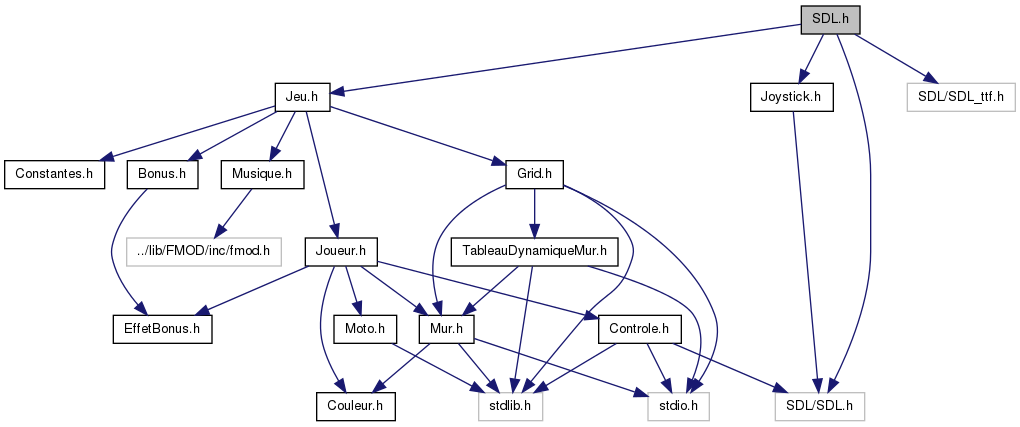 SDL.h
Jeu.h
Joystick.h
SDL/SDL_ttf.h
Constantes.h
Bonus.h
Musique.h
Grid.h
../lib/FMOD/inc/fmod.h
Joueur.h
TableauDynamiqueMur.h
EffetBonus.h
Moto.h
Mur.h
Controle.h
Couleur.h
stdlib.h
stdio.h
SDL/SDL.h